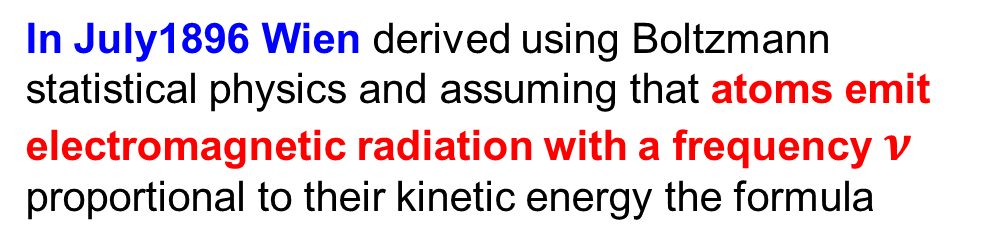 In July1896 Wien derived using Boltzmann
statistical physics and assuming that atoms emit
electromagnetic radiation with a frequency ν
proportional to their kinetic energy the formula